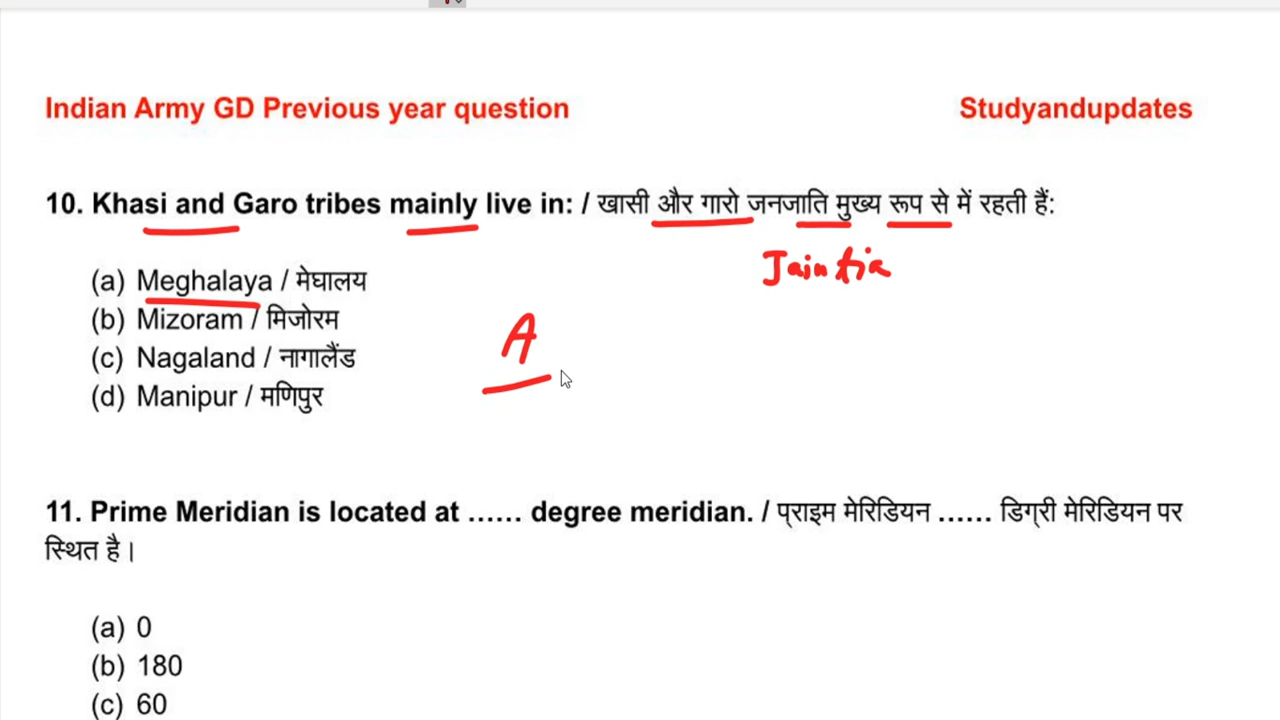 Indian Army GD Previous year question Studyandupdates
10. Khasi and Garo tribes mainly live in: / खासी और गारो जनजाति मुख्य रूप से में रहती हैं:
Jaintia
(a) Meghalaya / मेघालय
(b) Mizoram / मिजोरम
A
(c) Nagaland / नागालैंड
(d) Manipur / मणिपुर
11. Prime Meridian is located at ...... degree meridian. / प्राइम मेरिडियन ...... डिग्री मेरिडियन पर
स्थित है।
(a) 0
(b) 180
(c) 60